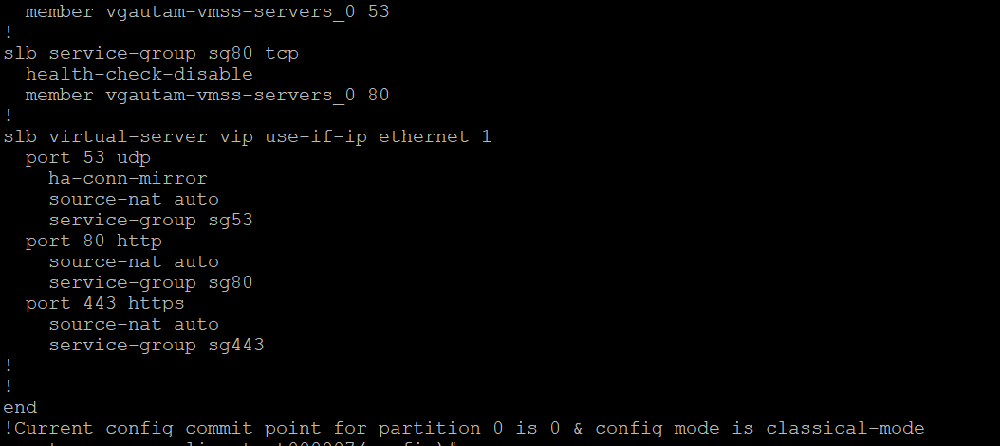 member vgautam-vmss-servers_0 53
!
slb service-group sg80 tcp
health-check-disable
member vgautam-vmss-servers_0 80
!
slb virtual-server vip use-if-ip ethernet 1
port 53 udp
ha-conn-mirror
source-nat auto
service-group sg53
port 80 http
source-nat auto
service-group sg80
port 443 https
source-nat auto
service-group sg443
!
!
end
!Current config commit point for partition 0 is 0 & config mode is classical-mode